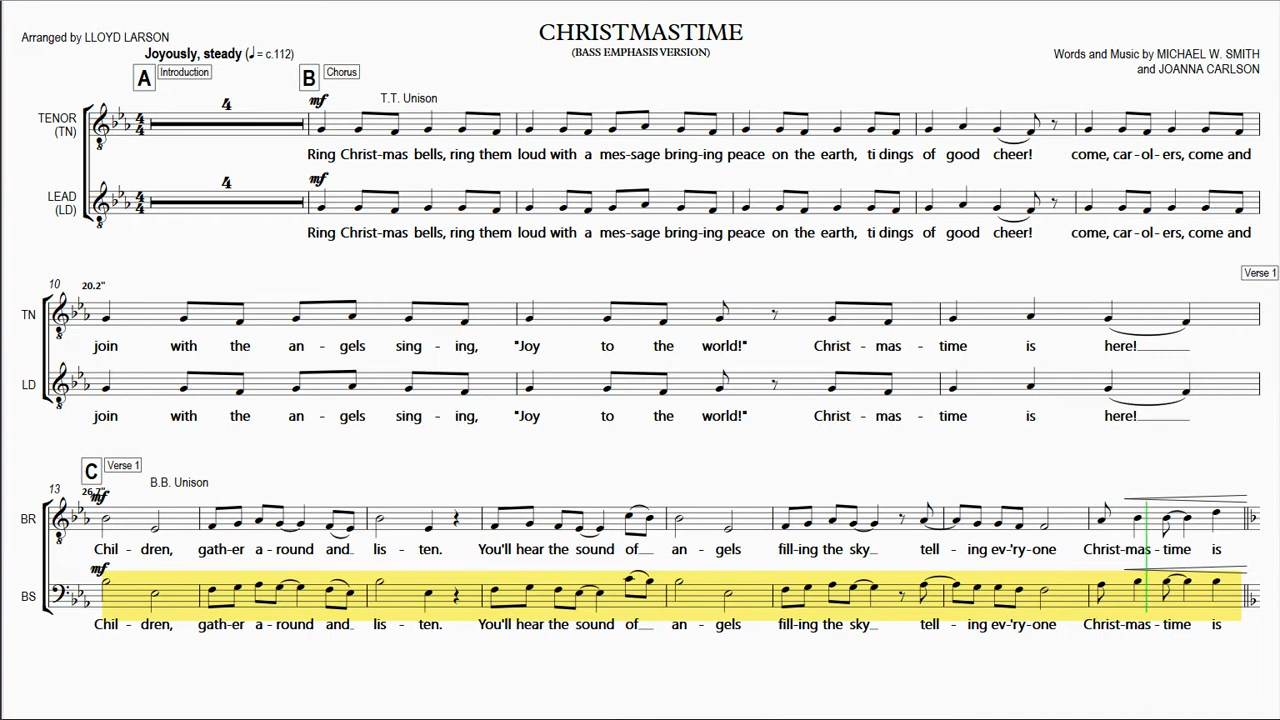 CHRISTMASTIME
(BASS EMPHASIS VERSION)
Arranged by LLOYD LARSON
Words and Music by MICHAEL W. SMITH
and JOANNA CARLSON
Joyously, steady (♩ = c.112)
A Introduction B Chorus
4 mf T.T. Unison
TENOR
(TN)
Ring Christ-mas bells, ring them loud with a mes-sage bring-ing peace on the earth, ti dings of good cheer! come, car-ol-ers, come and
4 mf
LEAD
(LD)
Ring Christ-mas bells, ring them loud with a mes-sage bring-ing peace on the earth, ti dings of good cheer! come, car-ol-ers, come and
Verse 1
10 20.2"
TN
join with the an - gels sing - ing, "Joy to the world!" Christ - mas - time is here!
LD
join with the an - gels sing - ing, "Joy to the world!" Christ - mas - time is here!
C Verse 1
13 mf B.B. Unison
BR
Chil - dren, gath-er a - round and lis - ten. You'll hear the sound of an - gels fill-ing the sky tell - ing ev-'ry-one Christ-mas - time is
mf
BS
Chil - dren, gath-er a - round and lis - ten. You'll hear the sound of an - gels fill-ing the sky tell - ing ev-'ry-one Christ-mas - time is